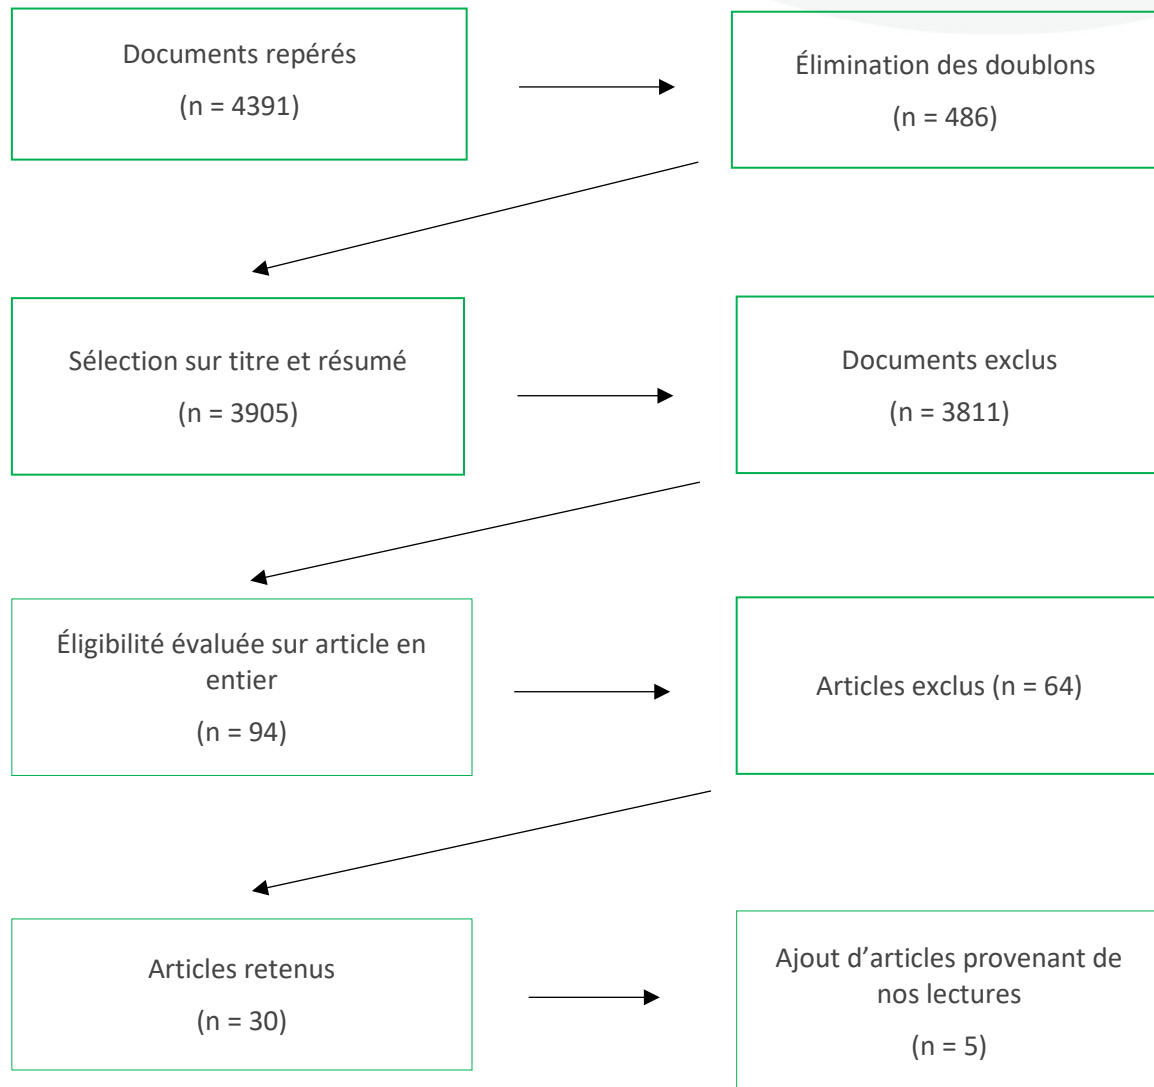 Documents repérés
(n = 4391)
Élimination des doublons
(n = 486)
Sélection sur titre et résumé
(n = 3905)
Documents exclus
(n = 3811)
Éligibilité évaluée sur article en
entier
(n = 94)
Articles exclus (n = 64)
Articles retenus
(n = 30)
Ajout d’articles provenant de
nos lectures
(n = 5)